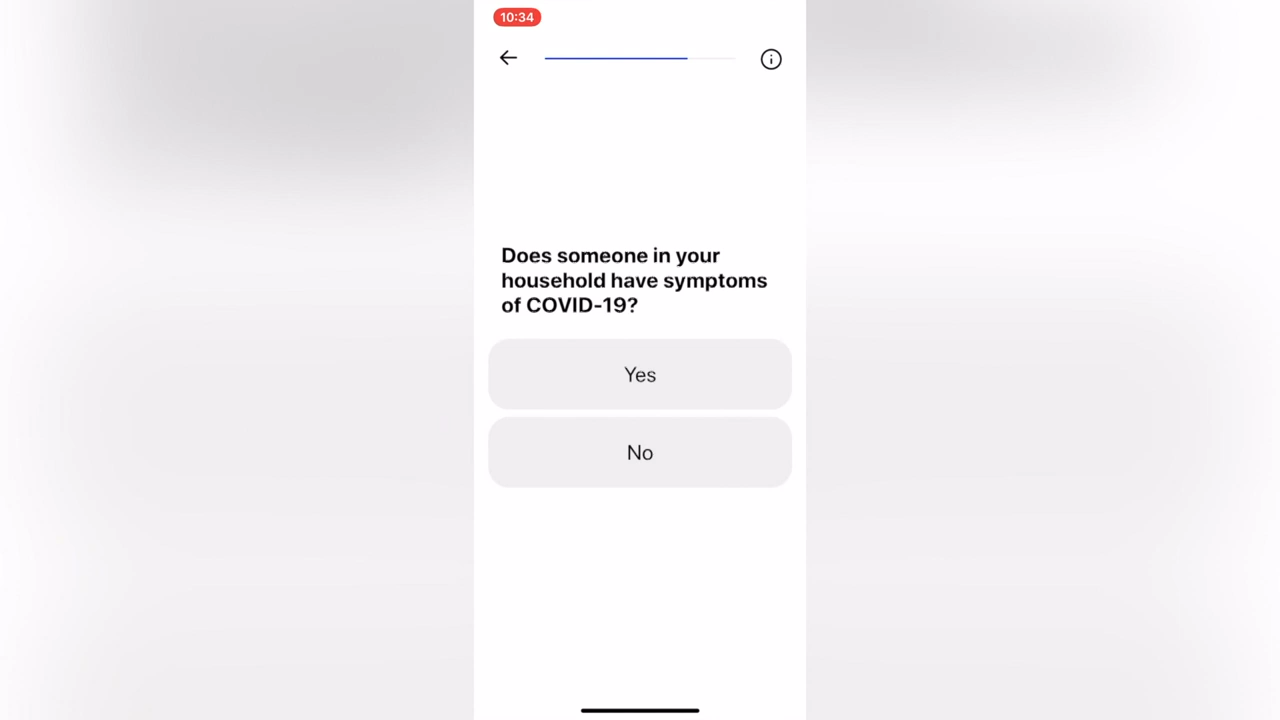 10:34
Does someone in your
household have symptoms
of COVID-19?
Yes
No